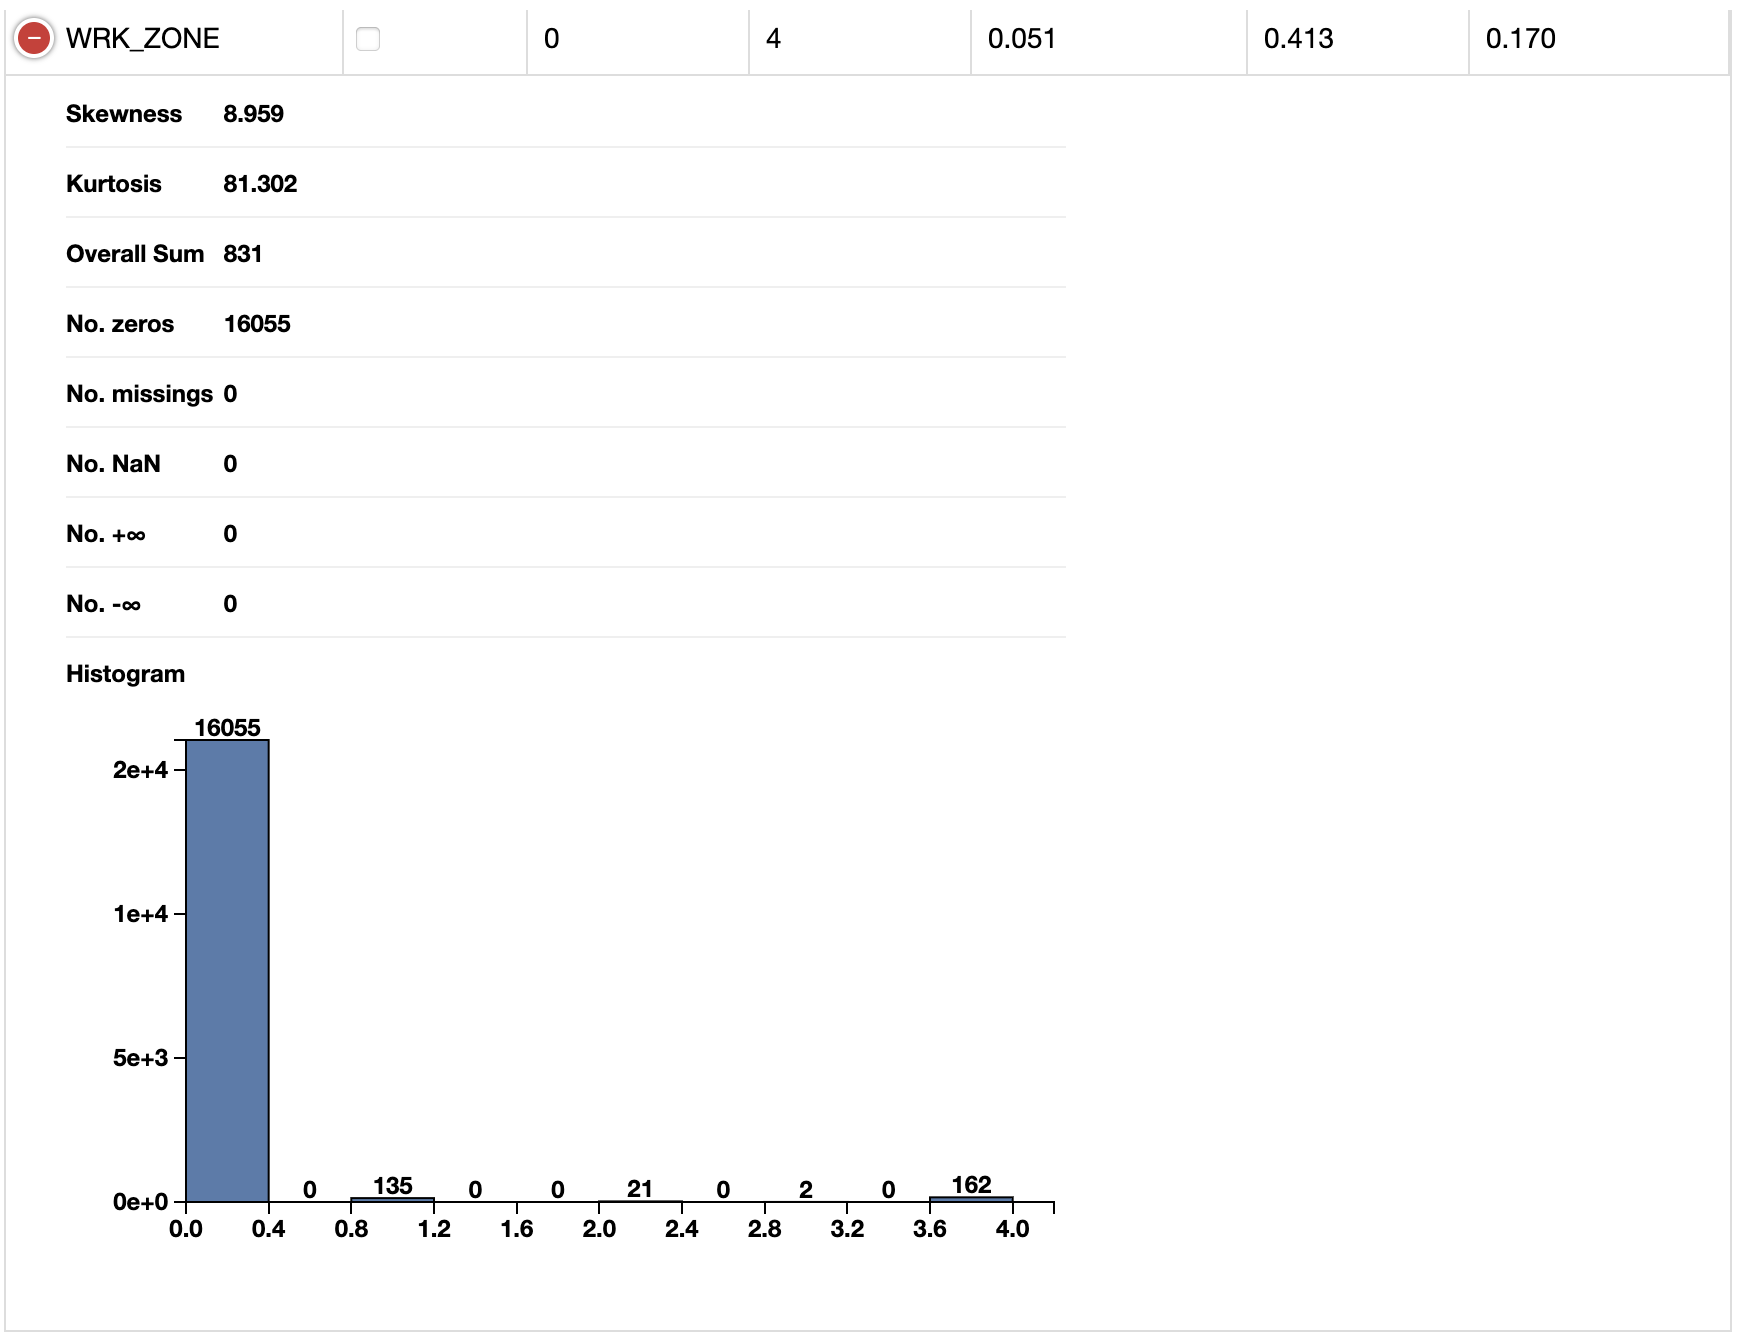 WRK_ZONE 0 4 0.051 0.413 0.170
Skewness 8.959
Kurtosis 81.302
Overall Sum 831
No. zeros 16055
No. missings 0
No. NaN 0
No. +∞ 0
No. -∞ 0
Histogram
16055
2e+4
1e+4
5e+3
0 135 0 0 21 0 2 0 162
0e+0
0.0 0.4 0.8 1.2 1.6 2.0 2.4 2.8 3.2 3.6 4.0